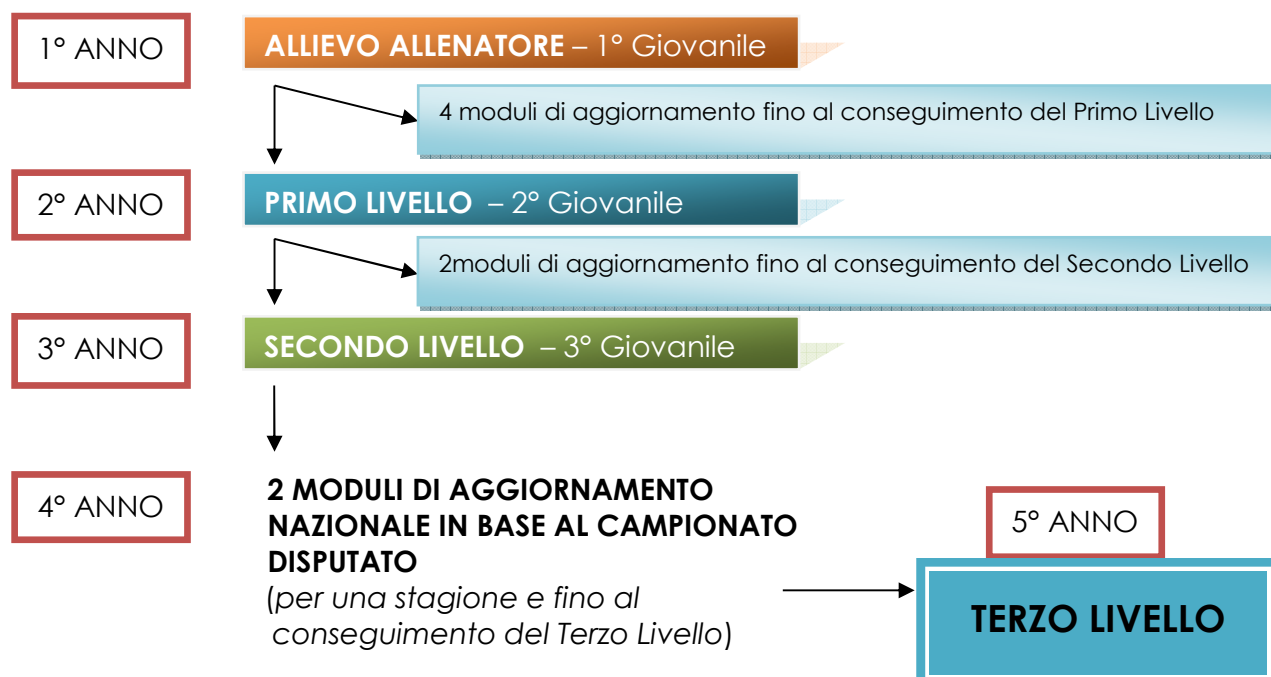 1° ANNO
ALLIEVO ALLENATORE – 1° Giovanile
4 moduli di aggiornamento fino al conseguimento del Primo Livello
2° ANNO
PRIMO LIVELLO – 2° Giovanile
2moduli di aggiornamento fino al conseguimento del Secondo Livello
3° ANNO
SECONDO LIVELLO – 3° Giovanile
4° ANNO
2 MODULI DI AGGIORNAMENTO
NAZIONALE IN BASE AL CAMPIONATO
DISPUTATO
(per una stagione e fino al
conseguimento del Terzo Livello)
5° ANNO
TERZO LIVELLO